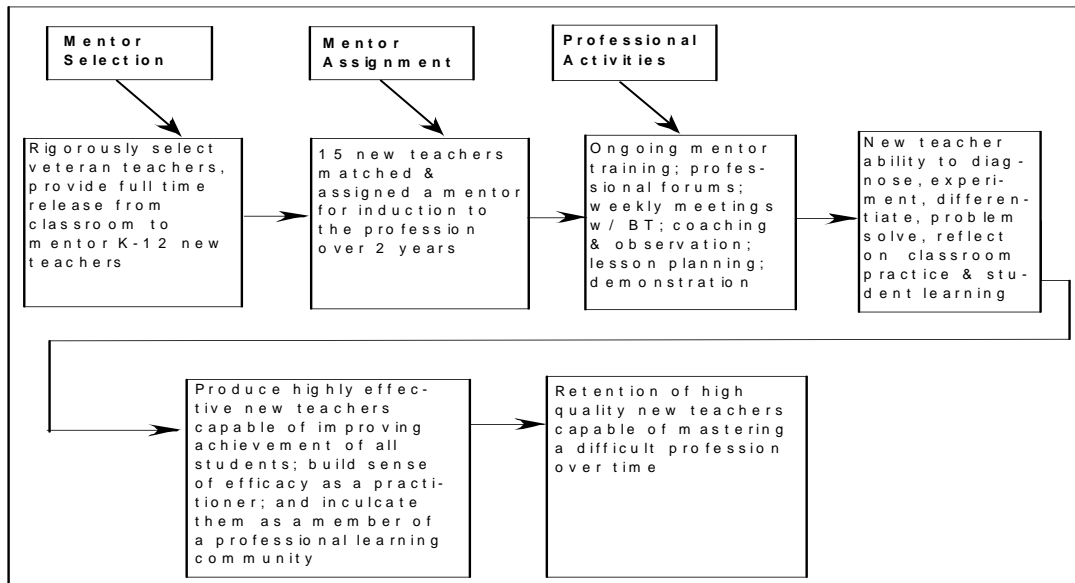 Mentor
Selection
Mentor
Assignment
Professional
Activities
Rigorously select
veteran teachers,
provide full time
release from
classroom to
mentor K-12 new
teachers
15 new teachers
matched &
assigned a mentor
for induction to
the profession
over 2 years
Ongoing mentor
training; profes-
sional forums;
weekly meetings
w/ BT; coaching
& observation;
lesson planning;
demonstration
New teacher
ability to diag-
nose, experi-
ment, differen-
tiate, problem
solve, reflect
on classroom
practice & stu-
dent learning
Produce highly effec-
tive new teachers
capable of improving
achievement of all
students; build sense
of efficacy as a practi-
tioner; and inculcate
them as a member of
a professional learning
community
Retention of high
quality new teachers
capable of mastering
a difficult profession
over time